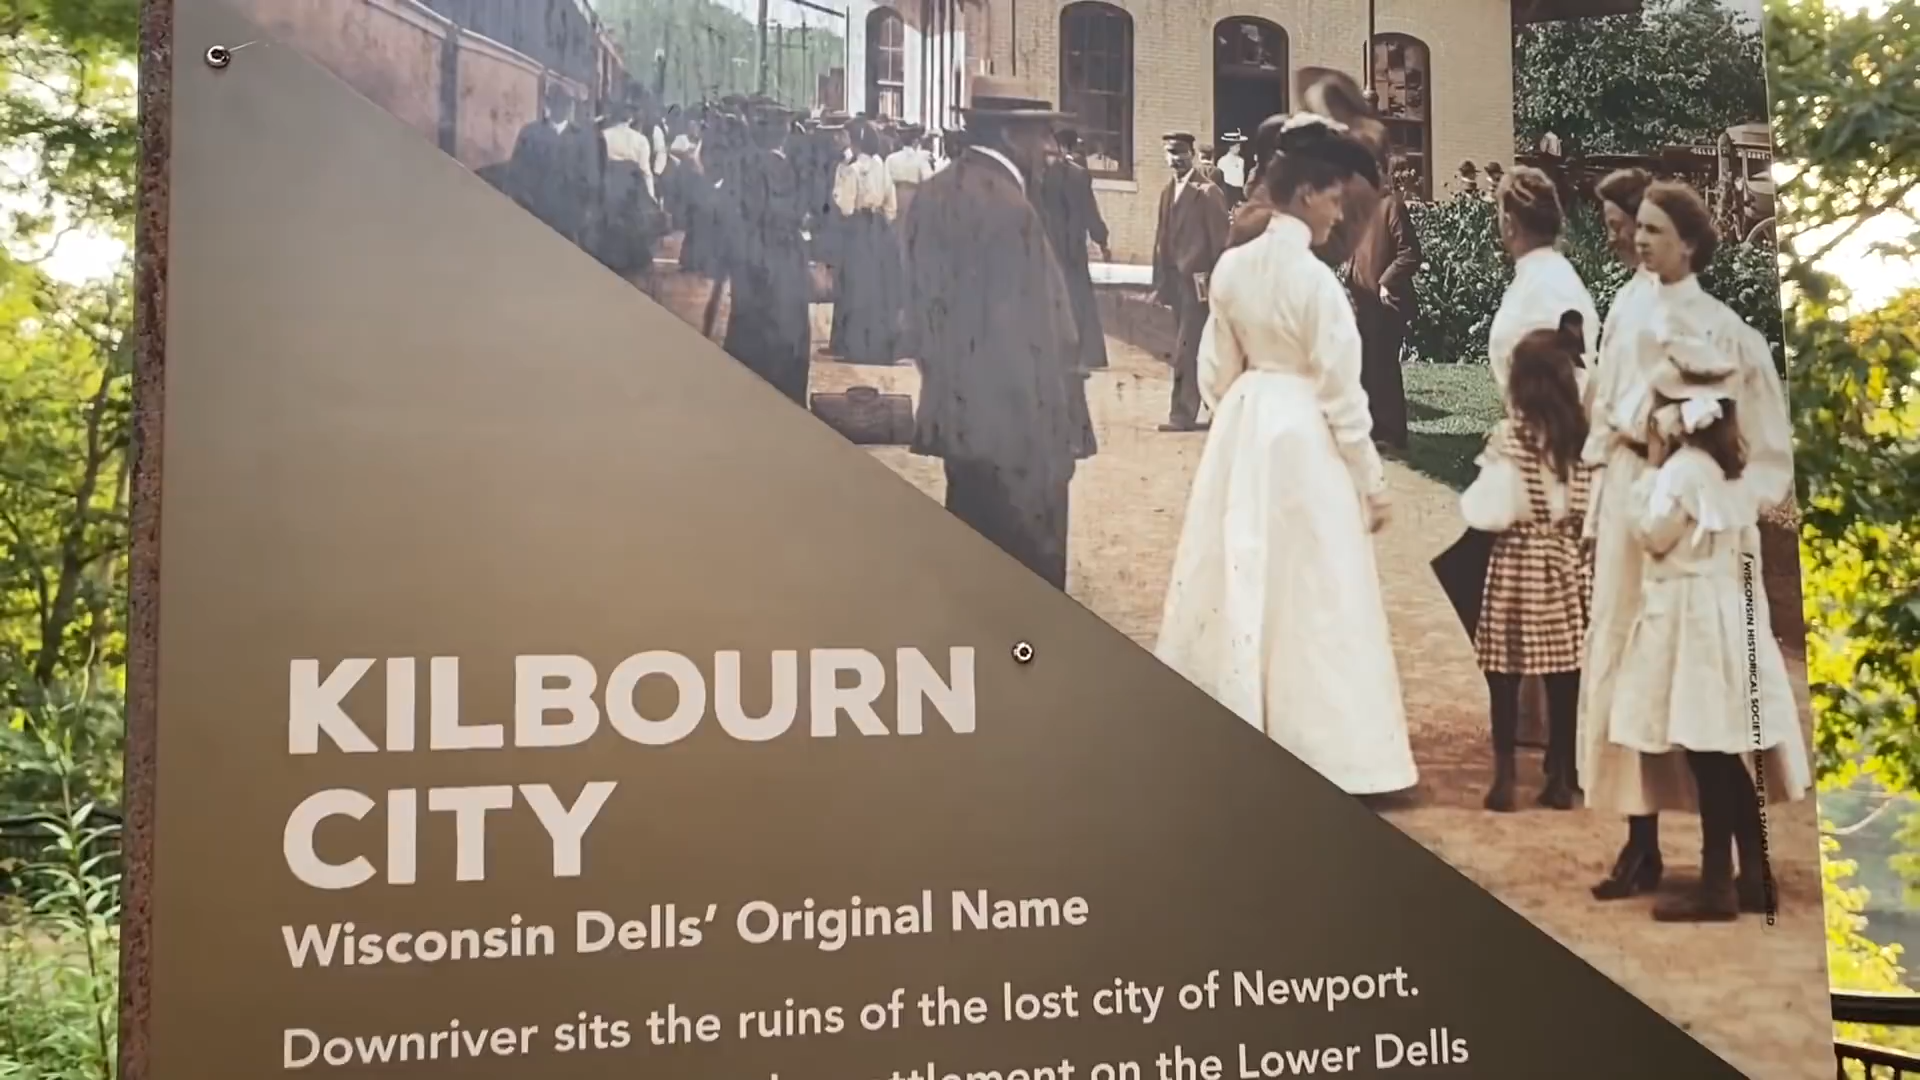 KILBOURN
CITY
Wisconsin Dells’ Original Name
Downriver sits the ruins of the lost city of Newport.
settlement on the Lower Dells
WISCONSIN HISTORICAL SOCIETY